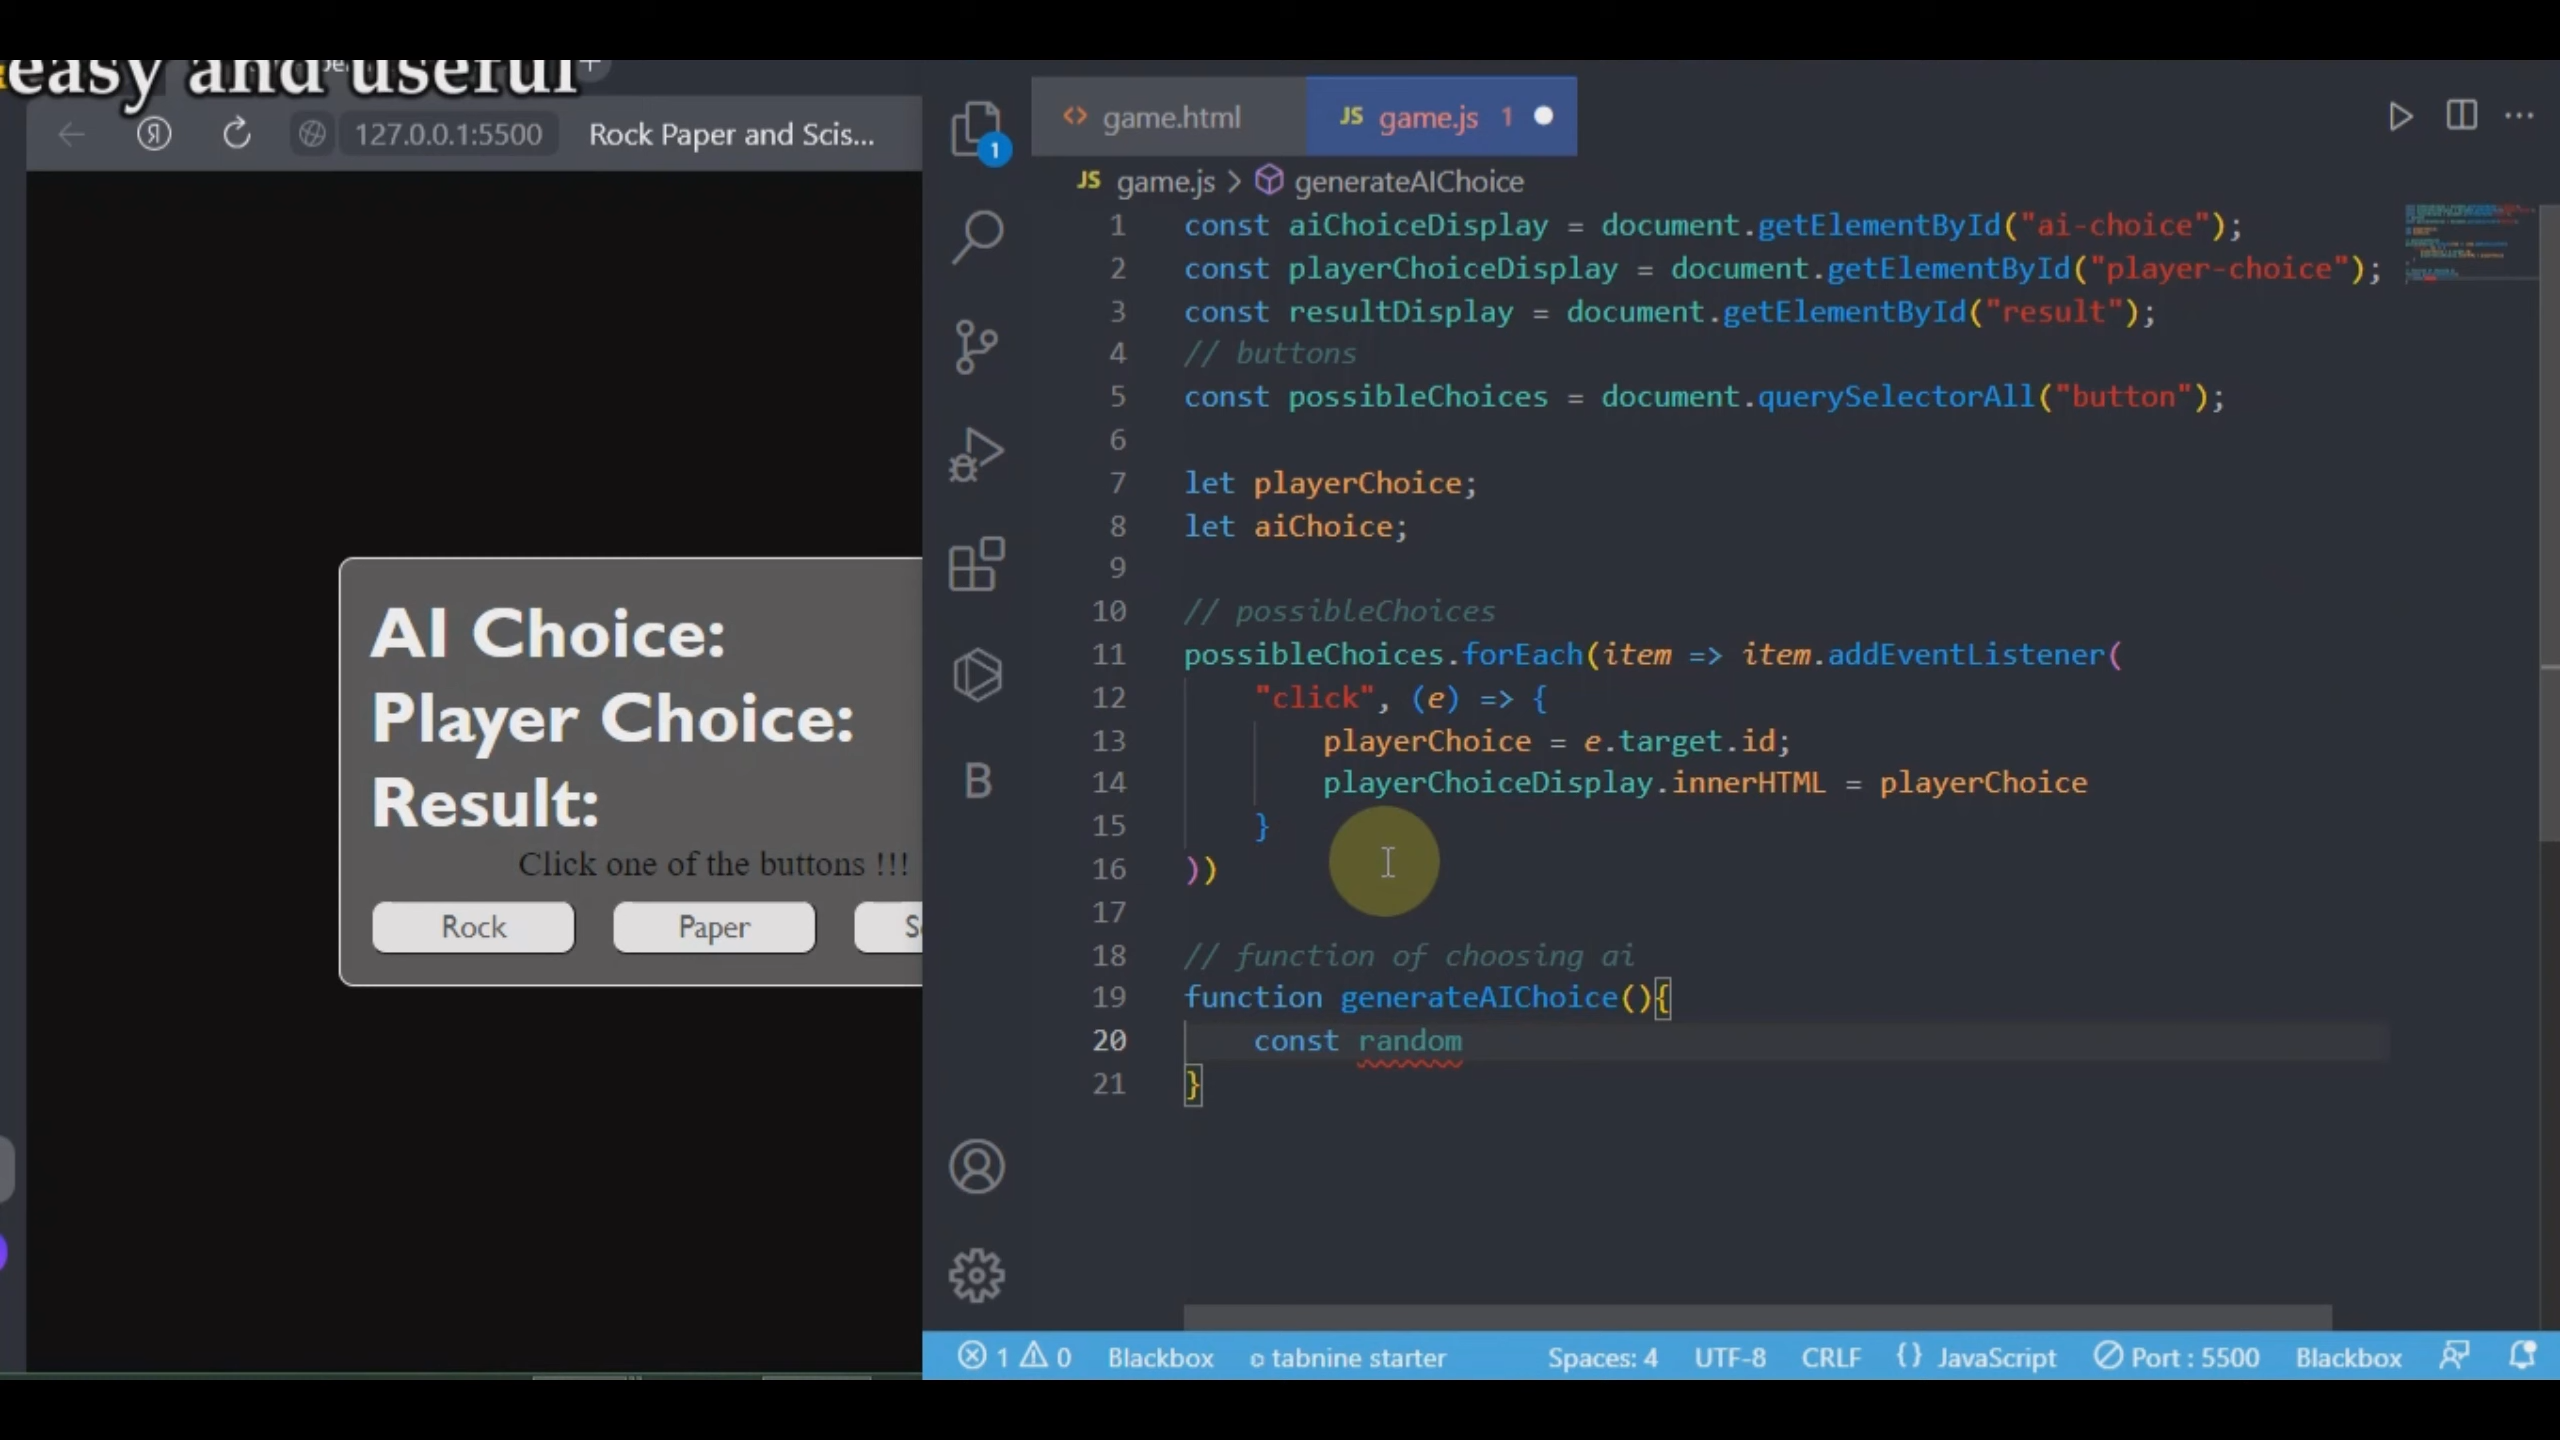 easy and useful
127.0.0.1:5500 Rock Paper and Scis...
AI Choice:
Player Choice:
Result:
Click one of the buttons !!!
Rock Paper
1
game.html JS game.js 1
JS game.js > generateAIChoice
1 const aiChoiceDisplay = document.getElementById("ai-choice");
2 const playerChoiceDisplay = document.getElementById("player-choice");
3 const resultDisplay = document.getElementById("result");
4 // buttons
5 const possibleChoices = document.querySelectorAll("button");
6
7 let playerChoice;
8 let aiChoice;
9
10 // possibleChoices
11 possibleChoices.forEach(item => item.addEventListener(
12 "click", (e) => {
13 playerChoice = e.target.id;
14 playerChoiceDisplay.innerHTML = playerChoice
15 }
16 ))
17
18 // function of choosing ai
19 function generateAIChoice(){
20 const random
21 }
B
1 0 Blackbox tabnine starter Spaces: 4 UTF-8 CRLF {} JavaScript Port : 5500 Blackbox